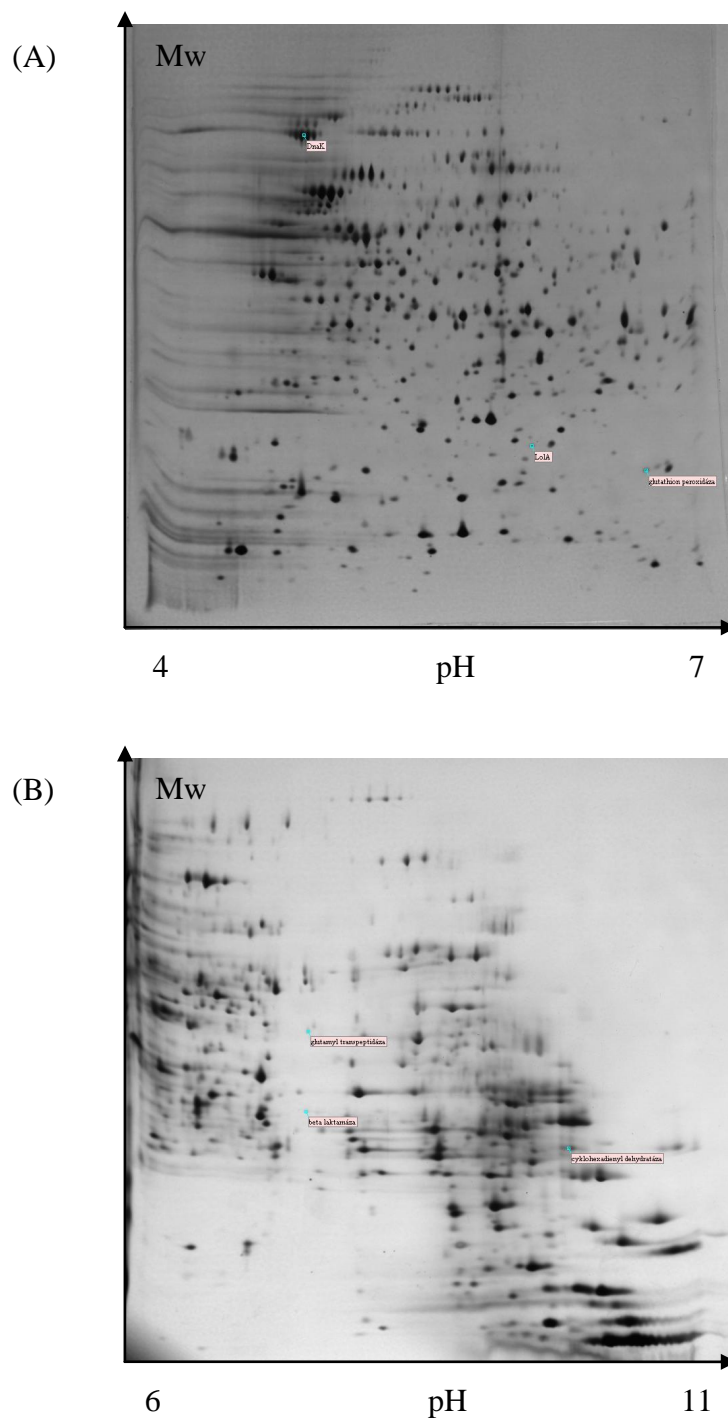 (A)
Mw
DnaK
LolA
glutathion peroxidáza
4 pH 7
(B)
Mw
glutamyl transpeptidáza
beta laktamáza
cyklohexadienyl dehydratáza
6 pH 11